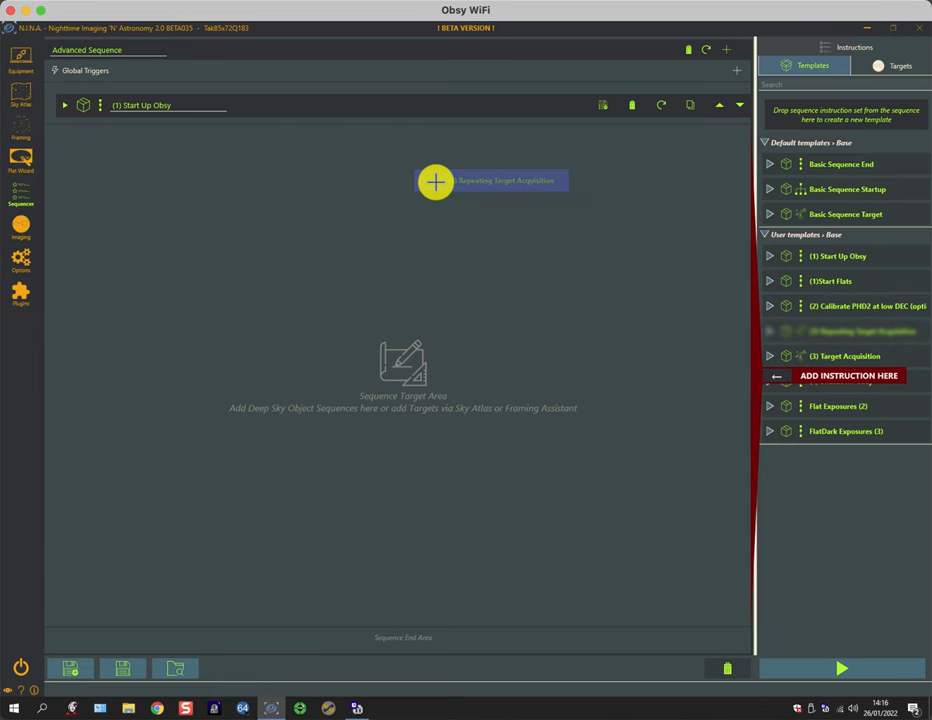 Obsy WiFi
N.I.N.A. - Nighttime Imaging 'N' Astronomy 2.0 BETA035 - Tak85x72Q183
! BETA VERSION !
Equipment
Sky Atlas
Framing
Flat Wizard
Sequencer
Imaging
Options
Plugins
Advanced Sequence
Global Triggers
(1) Start Up Obsy
Repeating Target Acquisition
Sequence Target Area
Add Deep Sky Object Sequences here or add Targets via Sky Atlas or Framing Assistant
Sequence End Area
Instructions
Templates
Targets
Search
Drop sequence instruction set from the sequence
here to create a new template
Default templates › Base
Basic Sequence End
Basic Sequence Startup
Basic Sequence Target
User templates › Base
(1) Start Up Obsy
(1)Start Flats
(2) Calibrate PHD2 at low DEC (opti
Repeating Target Acquisition
(3) Target Acquisition
ADD INSTRUCTION HERE
Flat Exposures (2)
FlatDark Exposures (3)
64
14:16
26/01/2022
2